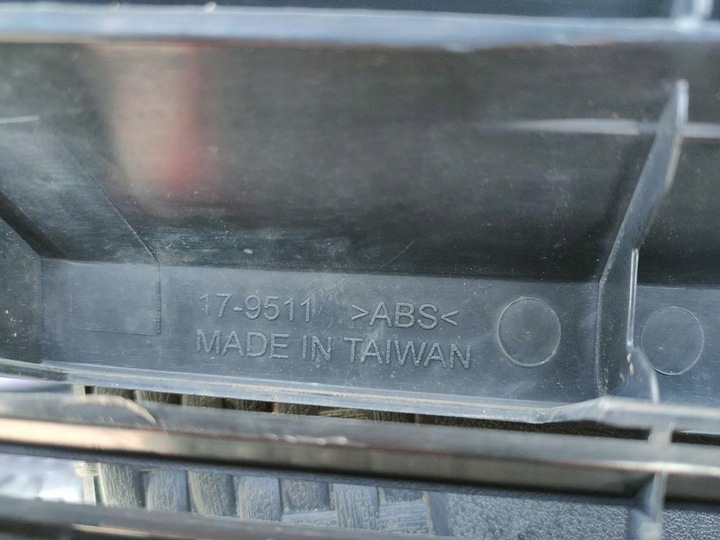 17-9511 >ABS<
MADE IN TAIWAN